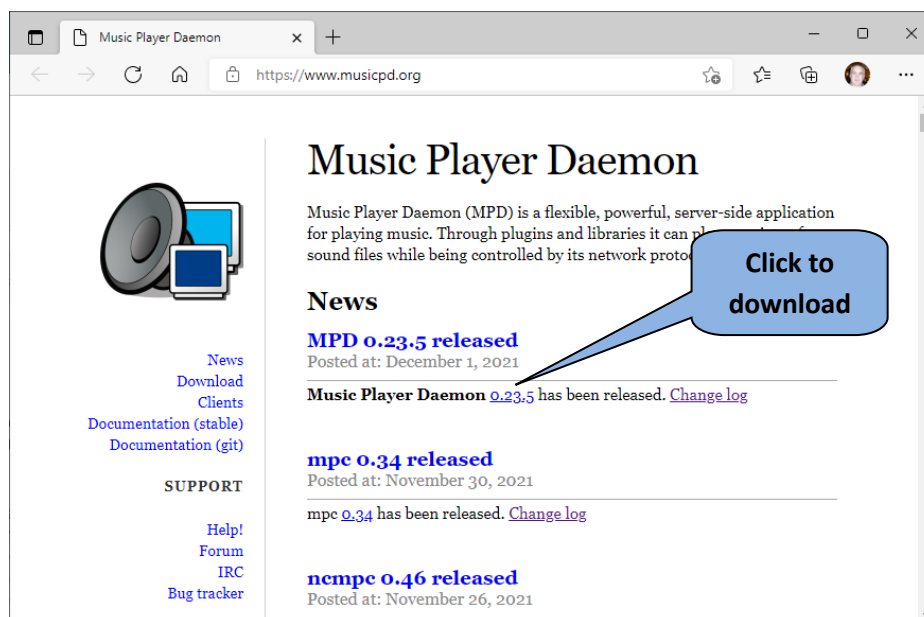 Music Player Daemon
https://www.musicpd.org
Music Player Daemon
Music Player Daemon (MPD) is a flexible, powerful, server-side application
for playing music. Through plugins and libraries it can
sound files while being controlled by its network
Click to
download
News
MPD 0.23.5 released
Posted at: December 1, 2021
Music Player Daemon 0.23.5 has been released. Change log
mpc 0.34 released
Posted at: November 30, 2021
mpc 0.34 has been released. Change log
ncmpc 0.46 released
Posted at: November 26, 2021
News
Download
Clients
Documentation (stable)
Documentation (git)
SUPPORT
Help!
Forum
IRC
Bug tracker